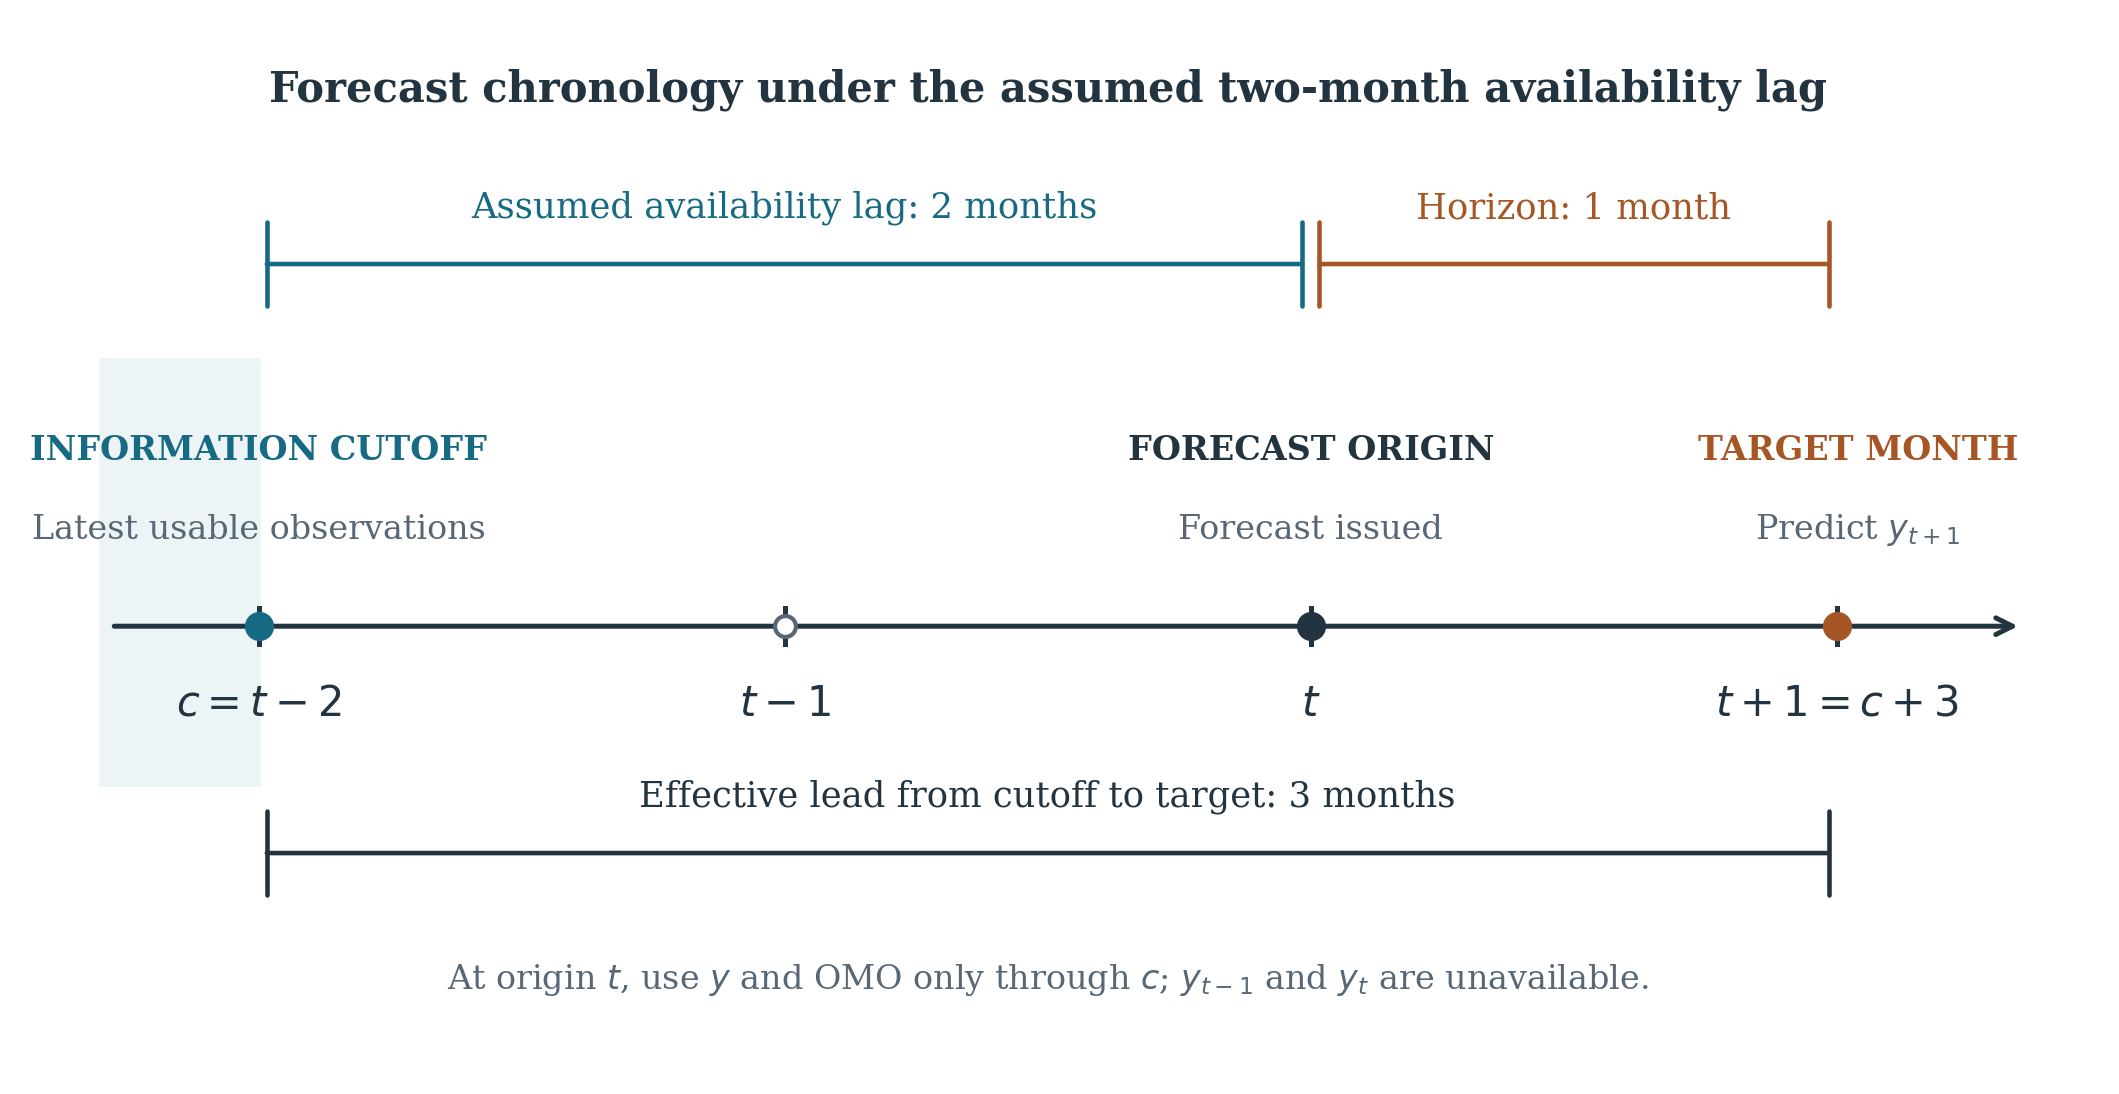 Forecast chronology under the assumed two-month availability lag
Assumed availability lag: 2 months
Horizon: 1 month
INFORMATION CUTOFF
FORECAST ORIGIN
TARGET MONTH
Latest usable observations
Forecast issued
Predict y_{t+1}
c = t − 2
t − 1
t
t + 1 = c + 3
Effective lead from cutoff to target: 3 months
At origin t, use y and OMO only through c; y_{t−1} and y_t are unavailable.